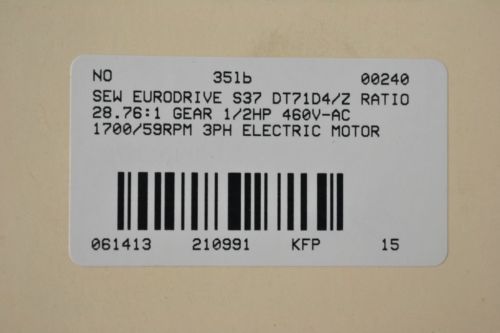 NO 35lb 00240
SEW EURODRIVE S37 DT71D4/Z RATIO
28.76:1 GEAR 1/2HP 460V-AC
1700/59RPM 3PH ELECTRIC MOTOR
061413 210991 KFP 15